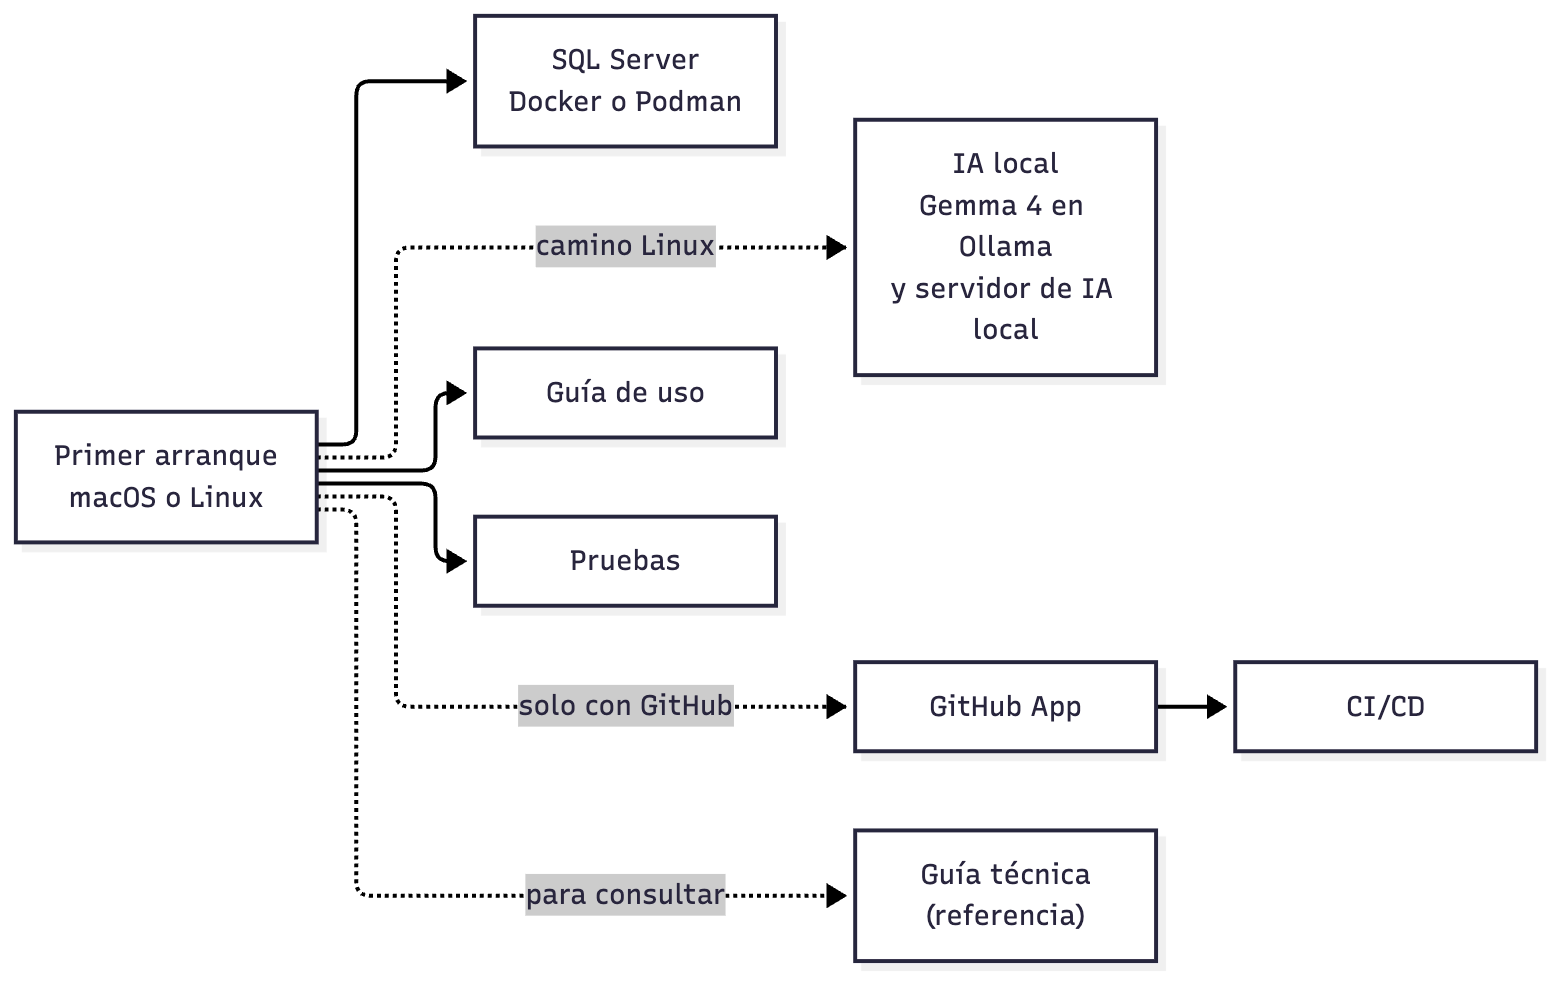 SQL Server
Docker o Podman
IA local
Gemma 4 en
Ollama
y servidor de IA
local
camino Linux
Guía de uso
Primer arranque
macOS o Linux
Pruebas
solo con GitHub
GitHub App
CI/CD
para consultar
Guía técnica
(referencia)